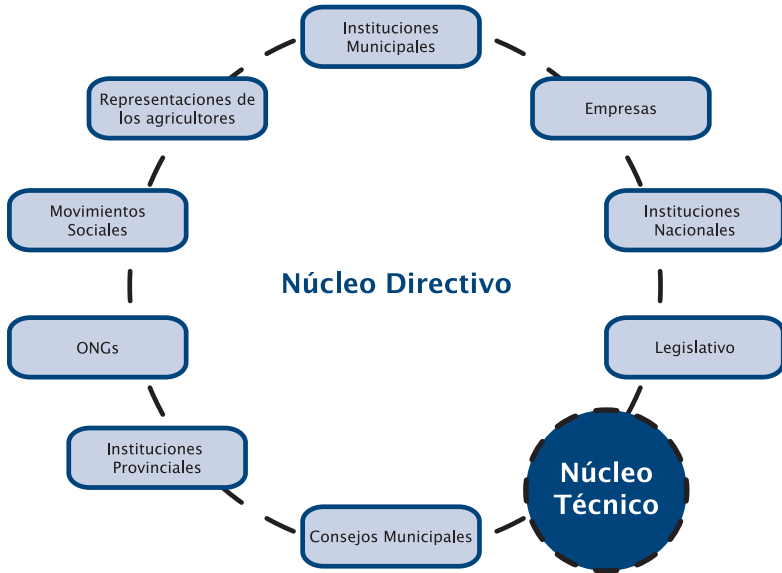 Instituciones
Municipales
Representaciones de
los agricultores
Empresas
Movimientos
Sociales
Instituciones
Nacionales
Núcleo Directivo
ONGs
Legislativo
Instituciones
Provinciales
Núcleo
Técnico
Consejos Municipales